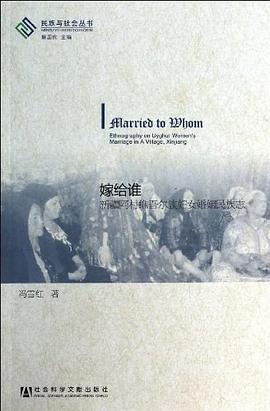 民族与社会丛书
Married to Whom
Ethnography on Uyghur Women's
Marriage in A Village, Xinjiang
嫁给谁
新疆阿村维吾尔族妇女婚姻民族志
冯雪红 著
社会科学文献出版社